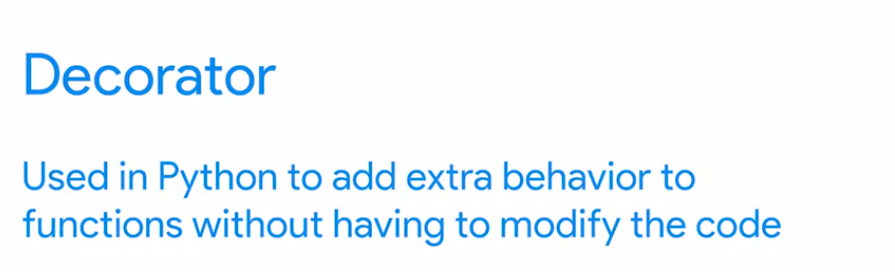 Decorator
Used in Python to add extra behavior to
functions without having to modify the code